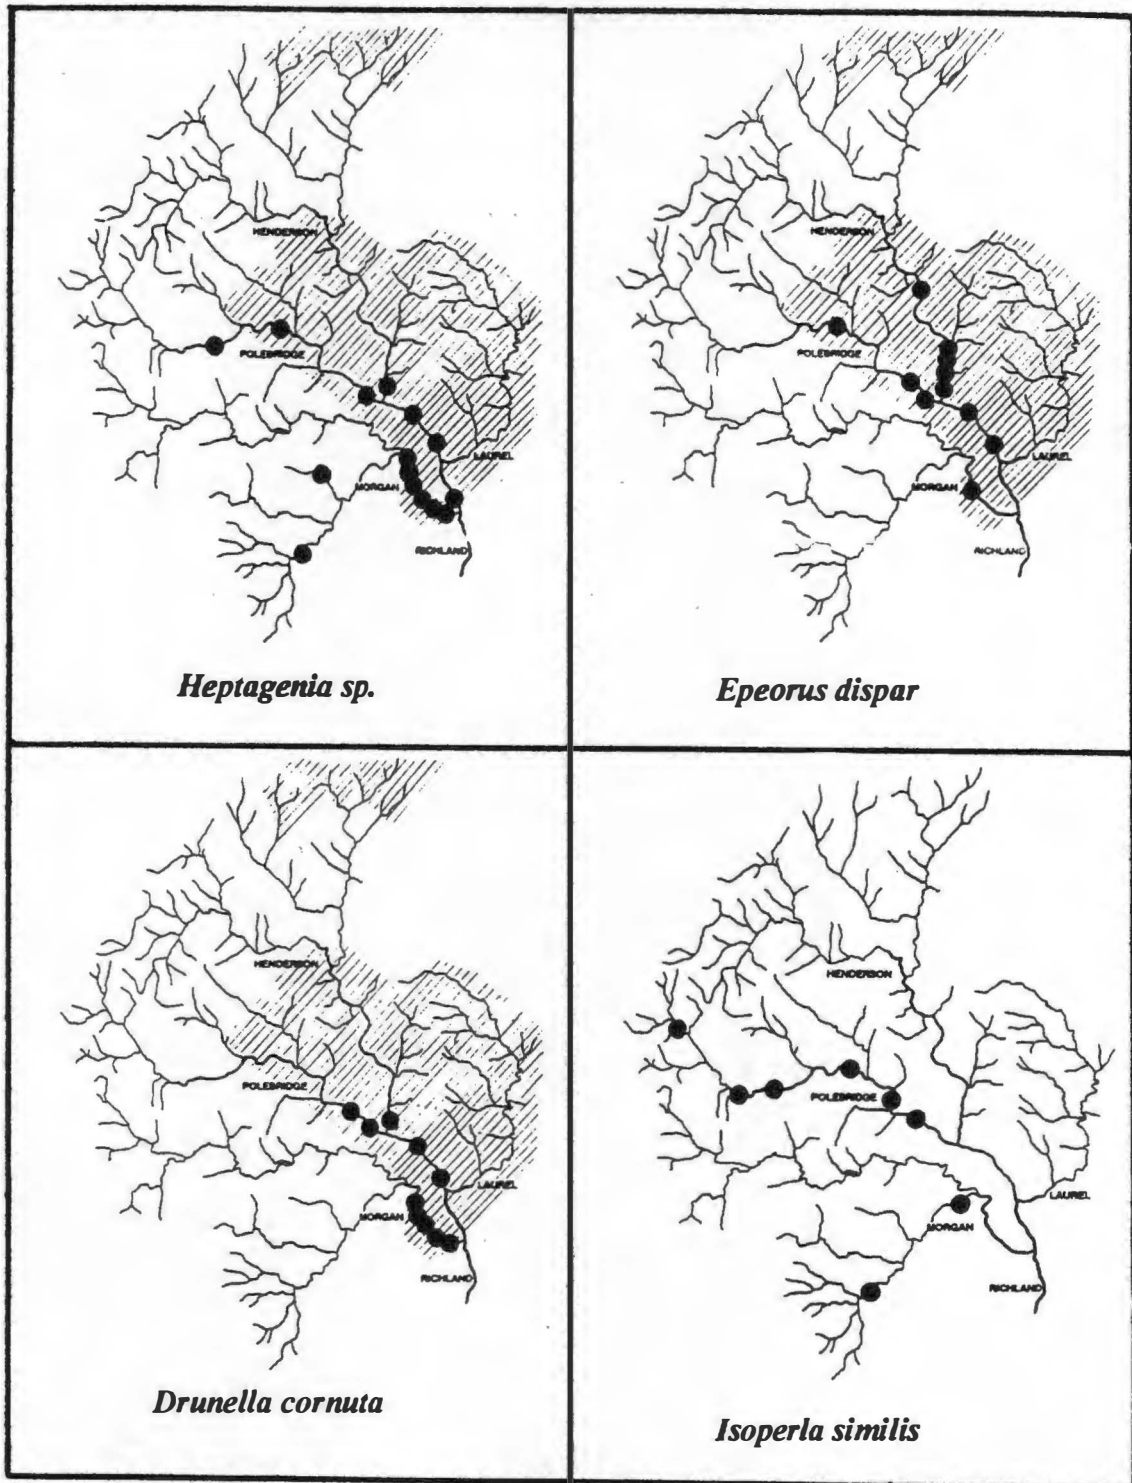 HENDERSON
POLEBRIDGE
LAUREL
MORGAN
RICHLAND
Heptagenia sp.
HENDERSON
POLEBRIDGE
LAUREL
MORGAN
RICHLAND
Epeorus dispar
HENDERSON
POLEBRIDGE
LAUREL
MORGAN
RICHLAND
Drunella cornuta
HENDERSON
POLEBRIDGE
LAUREL
MORGAN
RICHLAND
Isoperla similis